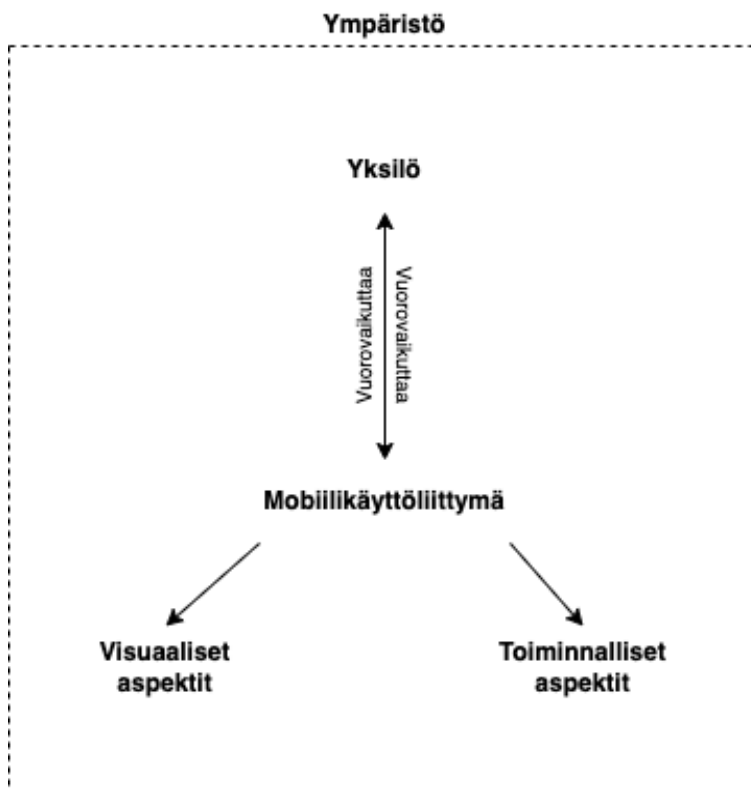 Ympäristö
Yksilö
Vuorovaikuttaa
Vuorovaikuttaa
Mobiilikäyttöliittymä
Visuaaliset
aspektit
Toiminnalliset
aspektit